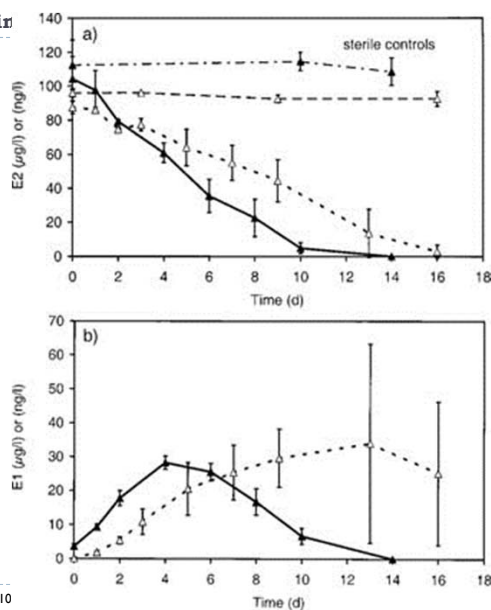 140
a)
sterile controls
120
100
80
60
40
20
0
E2 (µg/l) or (ng/l)
0 2 4 6 8 10 12 14 16 18
Time (d)
70
b)
60
50
40
30
20
10
0
E1 (µg/l) or (ng/l)
0 2 4 6 8 10 12 14 16 18
Time (d)